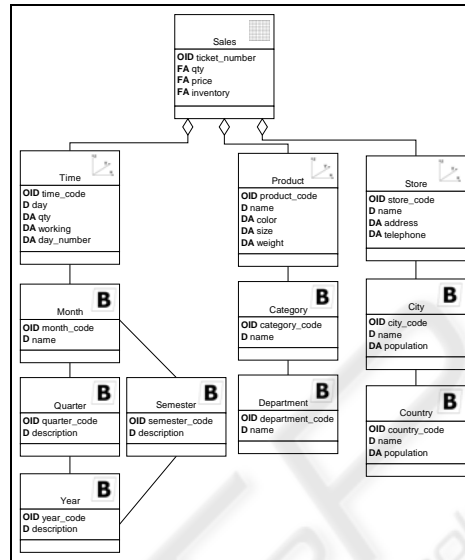 Sales
OID ticket_number
FA qty
FA price
FA inventory
Time
OID time_code
D day
DA qty
DA working
DA day_number
Product
OID product_code
D name
DA color
DA size
DA weight
Store
OID store_code
D name
DA address
DA telephone
B
Month
OID month_code
D name
B
Category
OID category_code
D name
B
City
OID city_code
D name
DA population
B
Quarter
OID quarter_code
D description
B
Semester
OID semester_code
D description
B
Department
OID department_code
D name
B
Country
OID country_code
D name
DA population
B
Year
OID year_code
D description